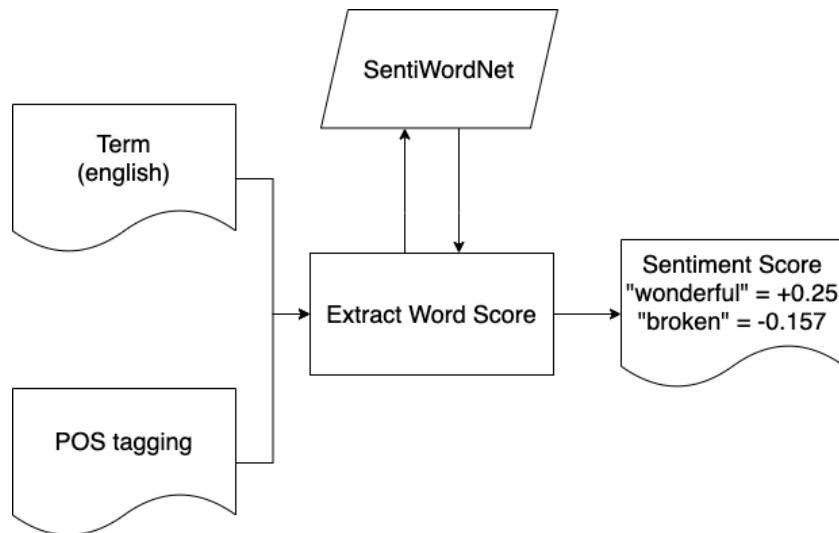 SentiWordNet
Term
(english)
Extract Word Score
Sentiment Score
"wonderful" = +0.25
"broken" = -0.157
POS tagging